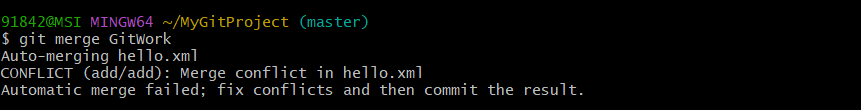 91842@MSI MINGW64 ~/MyGitProject (master)
$ git merge GitWork
Auto-merging hello.xml
CONFLICT (add/add): Merge conflict in hello.xml
Automatic merge failed; fix conflicts and then commit the result.